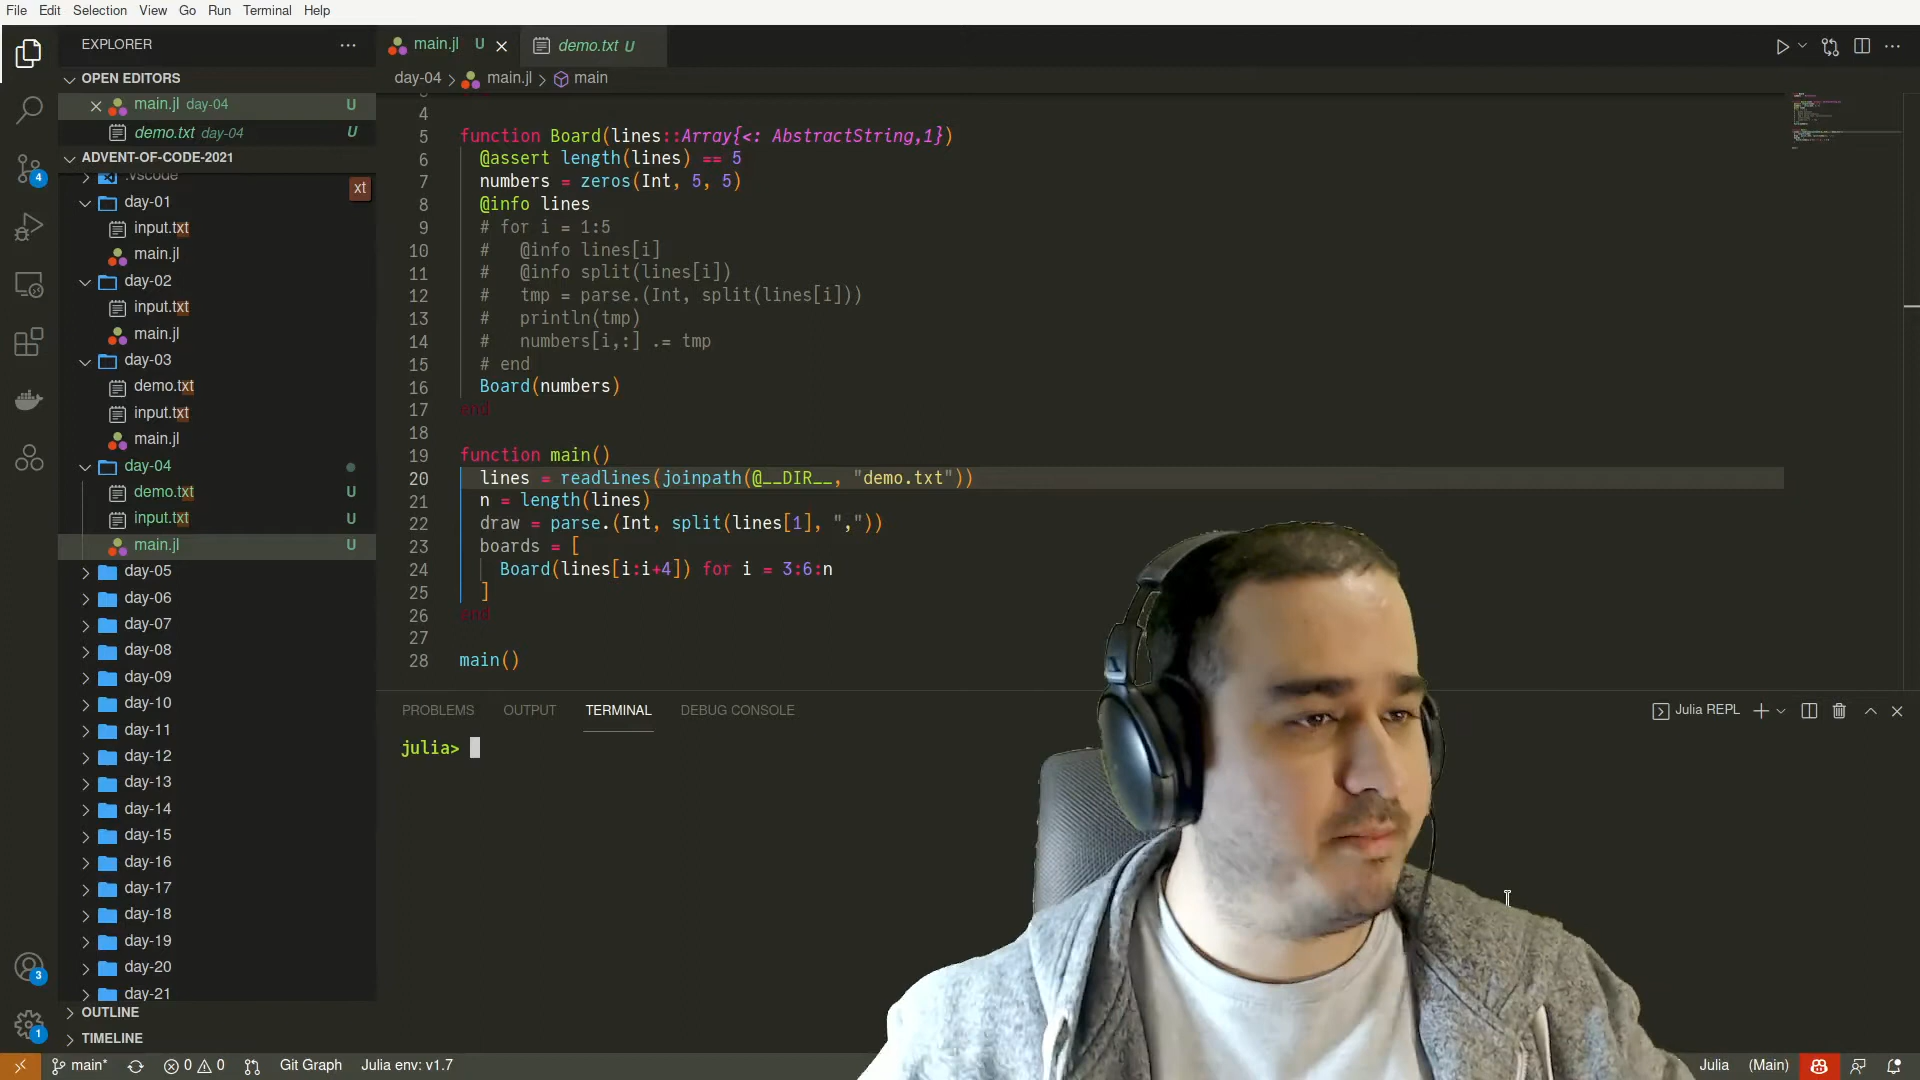 File Edit Selection View Go Run Terminal Help
EXPLORER
OPEN EDITORS
main.jl day-04 U
demo.txt day-04 U
ADVENT-OF-CODE-2021
.vscode
xt
day-01
input.txt
main.jl
day-02
input.txt
main.jl
day-03
demo.txt
input.txt
main.jl
day-04
demo.txt U
input.txt U
main.jl U
day-05
day-06
day-07
day-08
day-09
day-10
day-11
day-12
day-13
day-14
day-15
day-16
day-17
day-18
day-19
day-20
day-21
OUTLINE
TIMELINE
4
3
1
main.jl U
demo.txt U
day-04 > main.jl > main
4
5 function Board(lines::Array{<: AbstractString,1})
6 @assert length(lines) == 5
7 numbers = zeros(Int, 5, 5)
8 @info lines
9 # for i = 1:5
10 #   @info lines[i]
11 #   @info split(lines[i])
12 #   tmp = parse.(Int, split(lines[i]))
13 #   println(tmp)
14 #   numbers[i,:] .= tmp
15 # end
16 Board(numbers)
17 end
18
19 function main()
20 lines = readlines(joinpath(@__DIR__, "demo.txt"))
21 n = length(lines)
22 draw = parse.(Int, split(lines[1], ","))
23 boards = [
24 Board(lines[i:i+4]) for i = 3:6:n
25 ]
26 end
27
28 main()
PROBLEMS OUTPUT TERMINAL DEBUG CONSOLE
Julia REPL
julia>
main* 0 0 Git Graph Julia env: v1.7
Julia (Main)